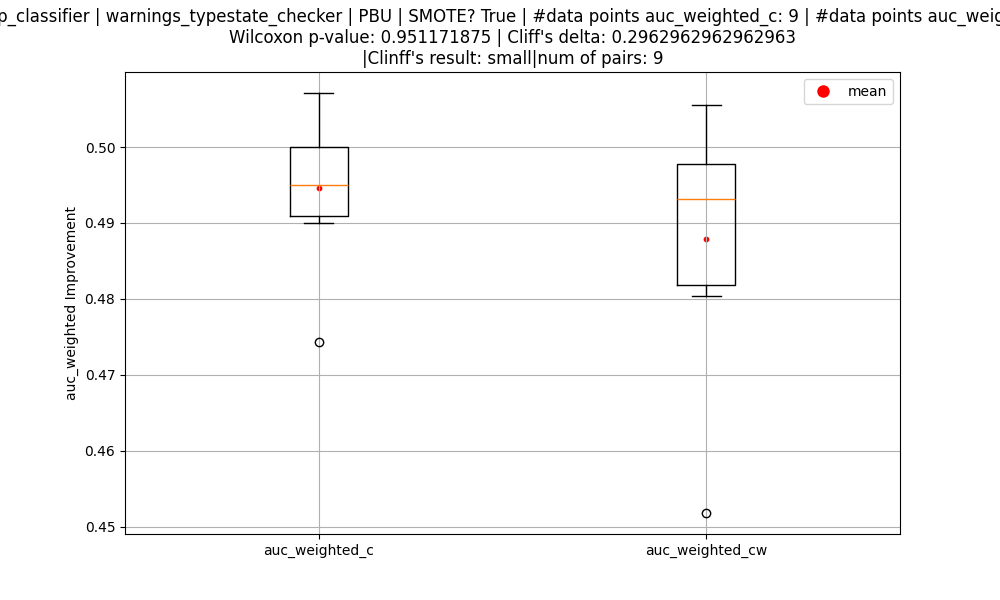 p_classifier | warnings_typestate_checker | PBU | SMOTE? True | #data points auc_weighted_c: 9 | #data points auc_weig
Wilcoxon p-value: 0.951171875 | Cliff's delta: 0.2962962962962963
|Clinff's result: small|num of pairs: 9
mean
0.50
0.49
0.48
0.47
0.46
0.45
auc_weighted Improvement
auc_weighted_c
auc_weighted_cw